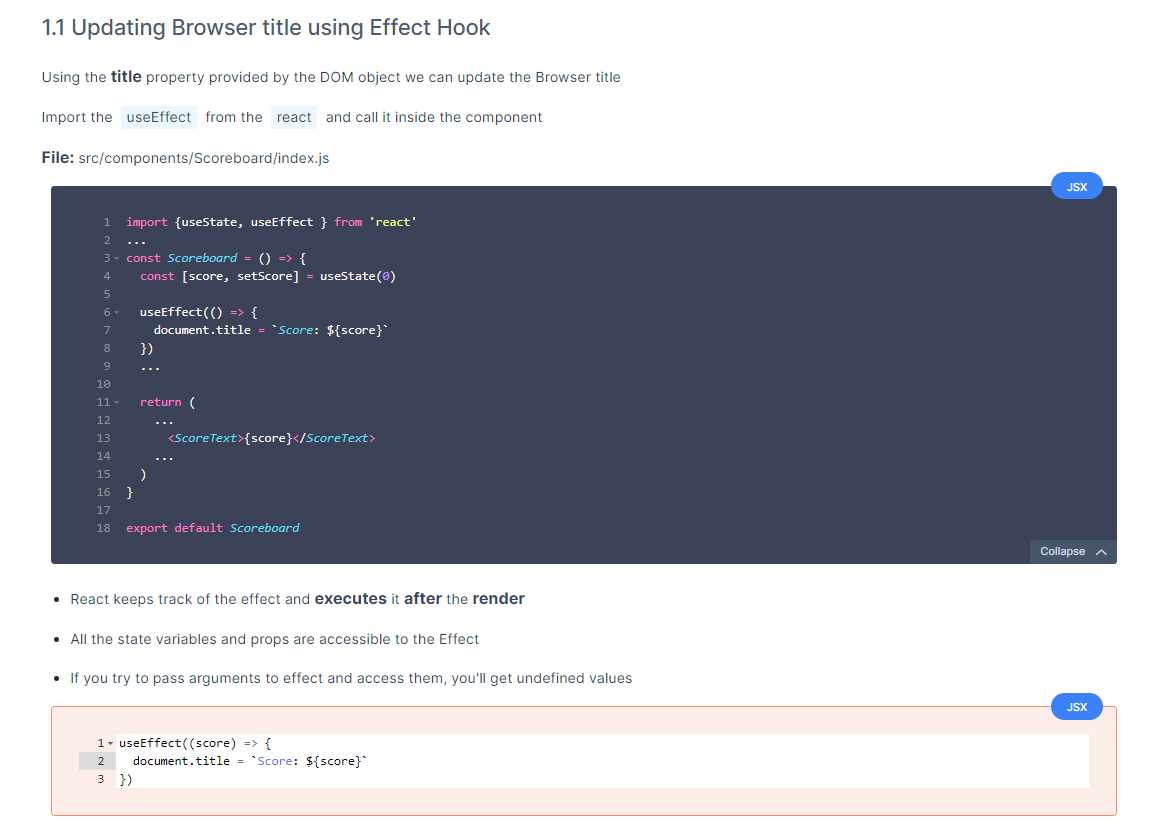 1.1 Updating Browser title using Effect Hook
Using the title property provided by the DOM object we can update the Browser title
Import the useEffect from the react and call it inside the component
File: src/components/Scoreboard/index.js
JSX
1 import {useState, useEffect } from 'react'
2 ...
3 const Scoreboard = () => {
4   const [score, setScore] = useState(0)
5
6   useEffect(() => {
7     document.title = `Score: ${score}`
8   })
9   ...
10
11   return (
12     ...
13       <ScoreText>{score}</ScoreText>
14     ...
15   )
16 }
17
18 export default Scoreboard
Collapse
• React keeps track of the effect and executes it after the render
• All the state variables and props are accessible to the Effect
• If you try to pass arguments to effect and access them, you'll get undefined values
JSX
1 useEffect((score) => {
2   document.title = `Score: ${score}`
3 })